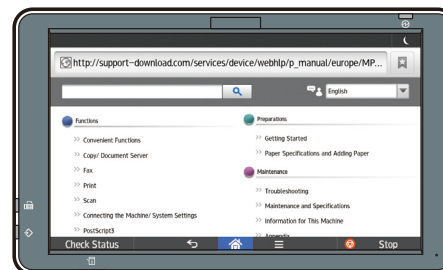 http://support-download.com/services/device/webhlp/p_manual/europe/MP...
English
Functions
>> Convenient Functions
>> Copy/ Document Server
>> Fax
>> Print
>> Scan
>> Connecting the Machine/ System Settings
>> PostScript3
Preparations
>> Getting Started
>> Paper Specifications and Adding Paper
Maintenance
>> Troubleshooting
>> Maintenance and Specifications
>> Information for This Machine
>> Appendix
Check Status
Stop